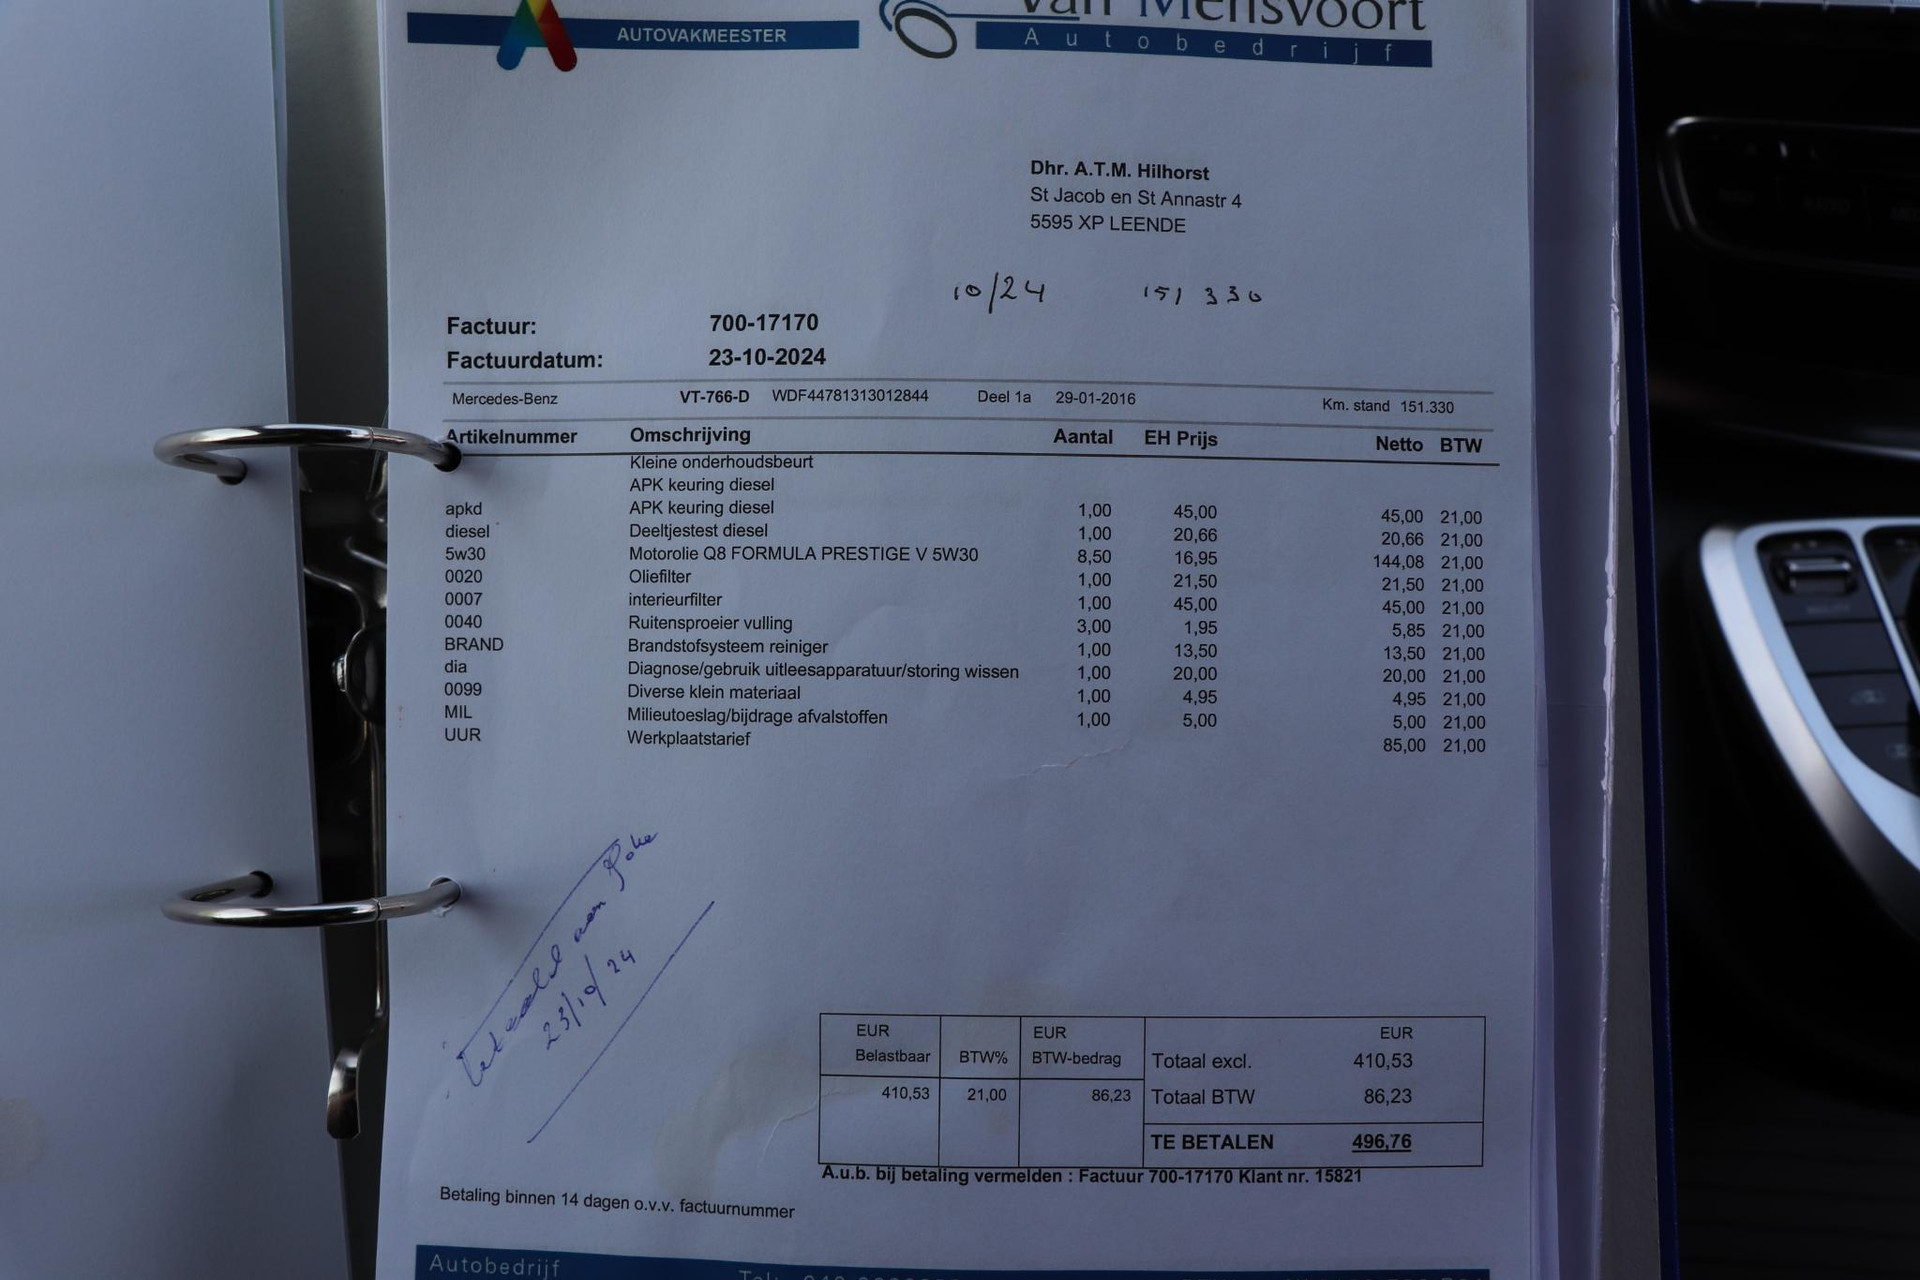 AUTOVAKMEESTER
Van Mensvoort
Autobedrijf
Dhr. A.T.M. Hilhorst
St Jacob en St Annastr 4
5595 XP LEENDE
10/24 151 330
Factuur: 700-17170
Factuurdatum: 23-10-2024
Mercedes-Benz VT-766-D WDF44781313012844 Deel 1a 29-01-2016 Km. stand 151.330
Artikelnummer Omschrijving Aantal EH Prijs Netto BTW
Kleine onderhoudsbeurt
APK keuring diesel
apkd APK keuring diesel 1,00 45,00 45,00 21,00
diesel Deeltjestest diesel 1,00 20,66 20,66 21,00
5w30 Motorolie Q8 FORMULA PRESTIGE V 5W30 8,50 16,95 144,08 21,00
0020 Oliefilter 1,00 21,50 21,50 21,00
0007 interieurfilter 1,00 45,00 45,00 21,00
0040 Ruitensproeier vulling 3,00 1,95 5,85 21,00
BRAND Brandstofsysteem reiniger 1,00 13,50 13,50 21,00
dia Diagnose/gebruik uitleesapparatuur/storing wissen 1,00 20,00 20,00 21,00
0099 Diverse klein materiaal 1,00 4,95 4,95 21,00
MIL Milieutoeslag/bijdrage afvalstoffen 1,00 5,00 5,00 21,00
UUR Werkplaatstarief 85,00 21,00
23/10/24
EUR EUR EUR
Belastbaar BTW% BTW-bedrag Totaal excl. 410,53
410,53 21,00 86,23 Totaal BTW 86,23
TE BETALEN 496,76
A.u.b. bij betaling vermelden : Factuur 700-17170 Klant nr. 15821
Betaling binnen 14 dagen o.v.v. factuurnummer
Autobedrijf